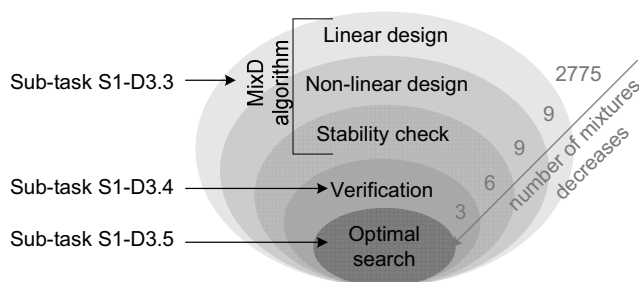 Linear design
MixD
algorithm
2775
Sub-task S1-D3.3
Non-linear design
9
Stability check
9
number of mixtures
decreases
Sub-task S1-D3.4
Verification
6
3
Sub-task S1-D3.5
Optimal
search